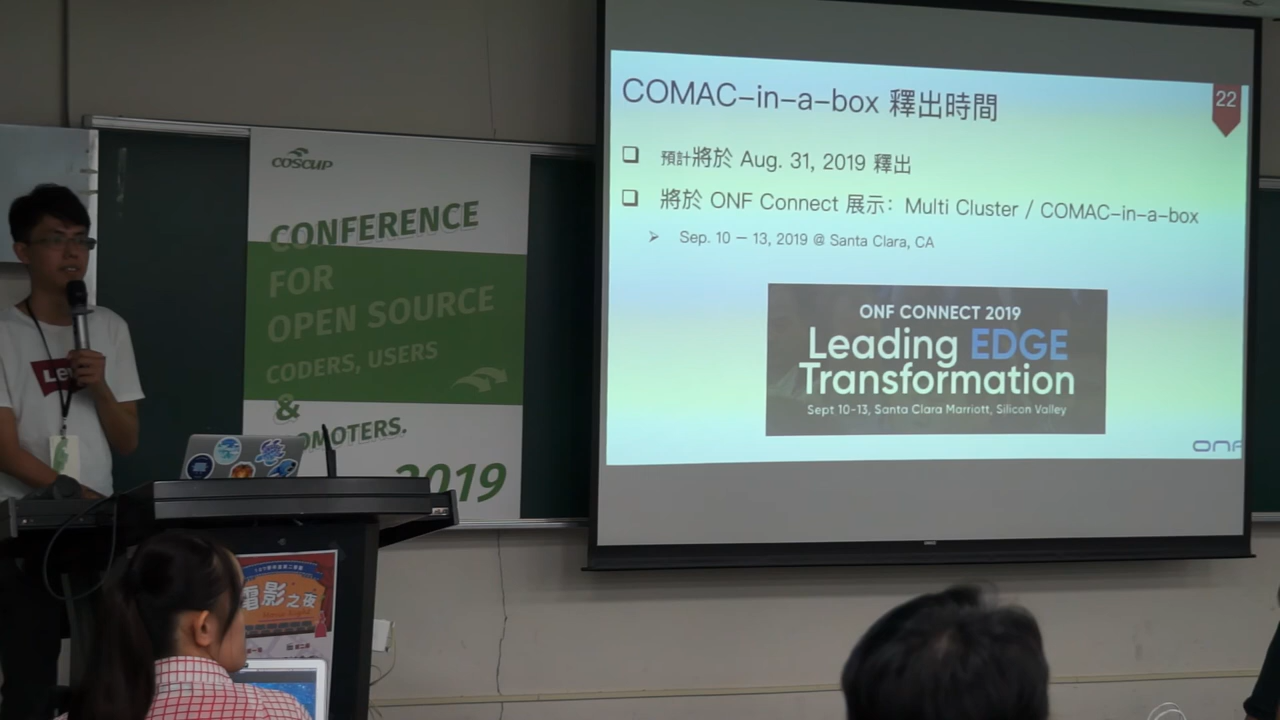 COMAC-in-a-box 釋出時間
22
❑ 預計將於 Aug. 31, 2019 釋出
❑ 將於 ONF Connect 展示: Multi Cluster / COMAC-in-a-box
➢ Sep. 10 – 13, 2019 @ Santa Clara, CA
ONF CONNECT 2019
Leading EDGE
Transformation
Sept 10-13, Santa Clara Marriott, Silicon Valley
ONF
COSCUP
CONFERENCE
FOR
OPEN SOURCE
CODERS, USERS
&
OMOTERS.
2019
Le
電影之夜